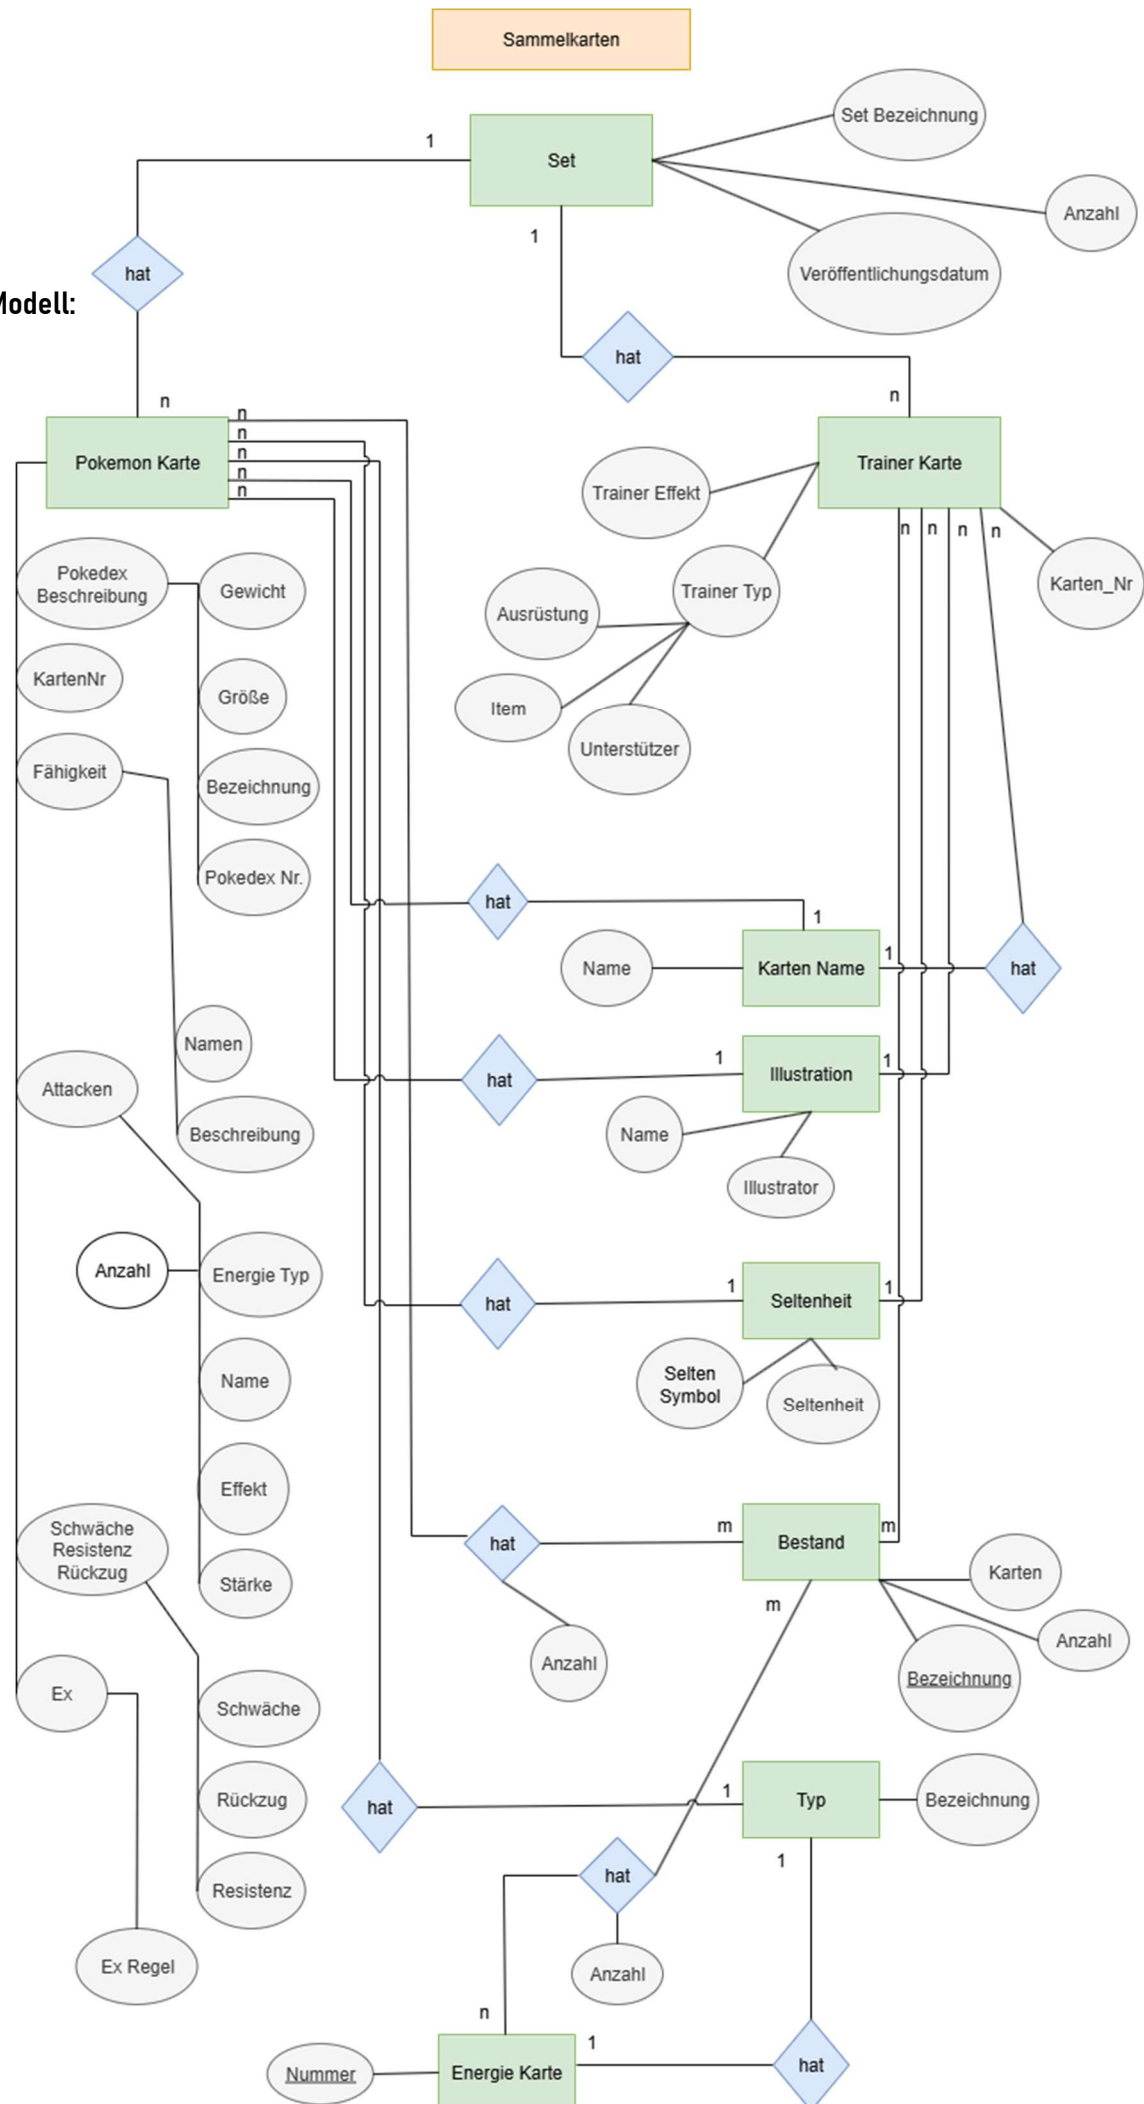 Sammelkarten
Set Bezeichnung
1
Set
Anzahl
1
Veröffentlichungsdatum
hat
Modell:
hat
n
n
n
n
n
n
n
Pokemon Karte
Trainer Karte
Trainer Effekt
n
n
n
n
Pokedex
Beschreibung
Gewicht
Trainer Typ
Karten_Nr
Ausrüstung
KartenNr
Größe
Item
Unterstützer
Fähigkeit
Bezeichnung
Pokedex Nr.
hat
1
Name
Karten Name
1
hat
Namen
Attacken
hat
1
Illustration
1
Beschreibung
Name
Illustrator
Anzahl
Energie Typ
hat
1
Seltenheit
1
Name
Selten
Symbol
Seltenheit
Effekt
Schwäche
Resistenz
Rückzug
hat
m
Bestand
m
Stärke
Karten
m
Anzahl
Anzahl
Bezeichnung
Ex
Schwäche
Rückzug
hat
1
Typ
Bezeichnung
1
hat
Resistenz
Ex Regel
Anzahl
n
1
Nummer
Energie Karte
hat